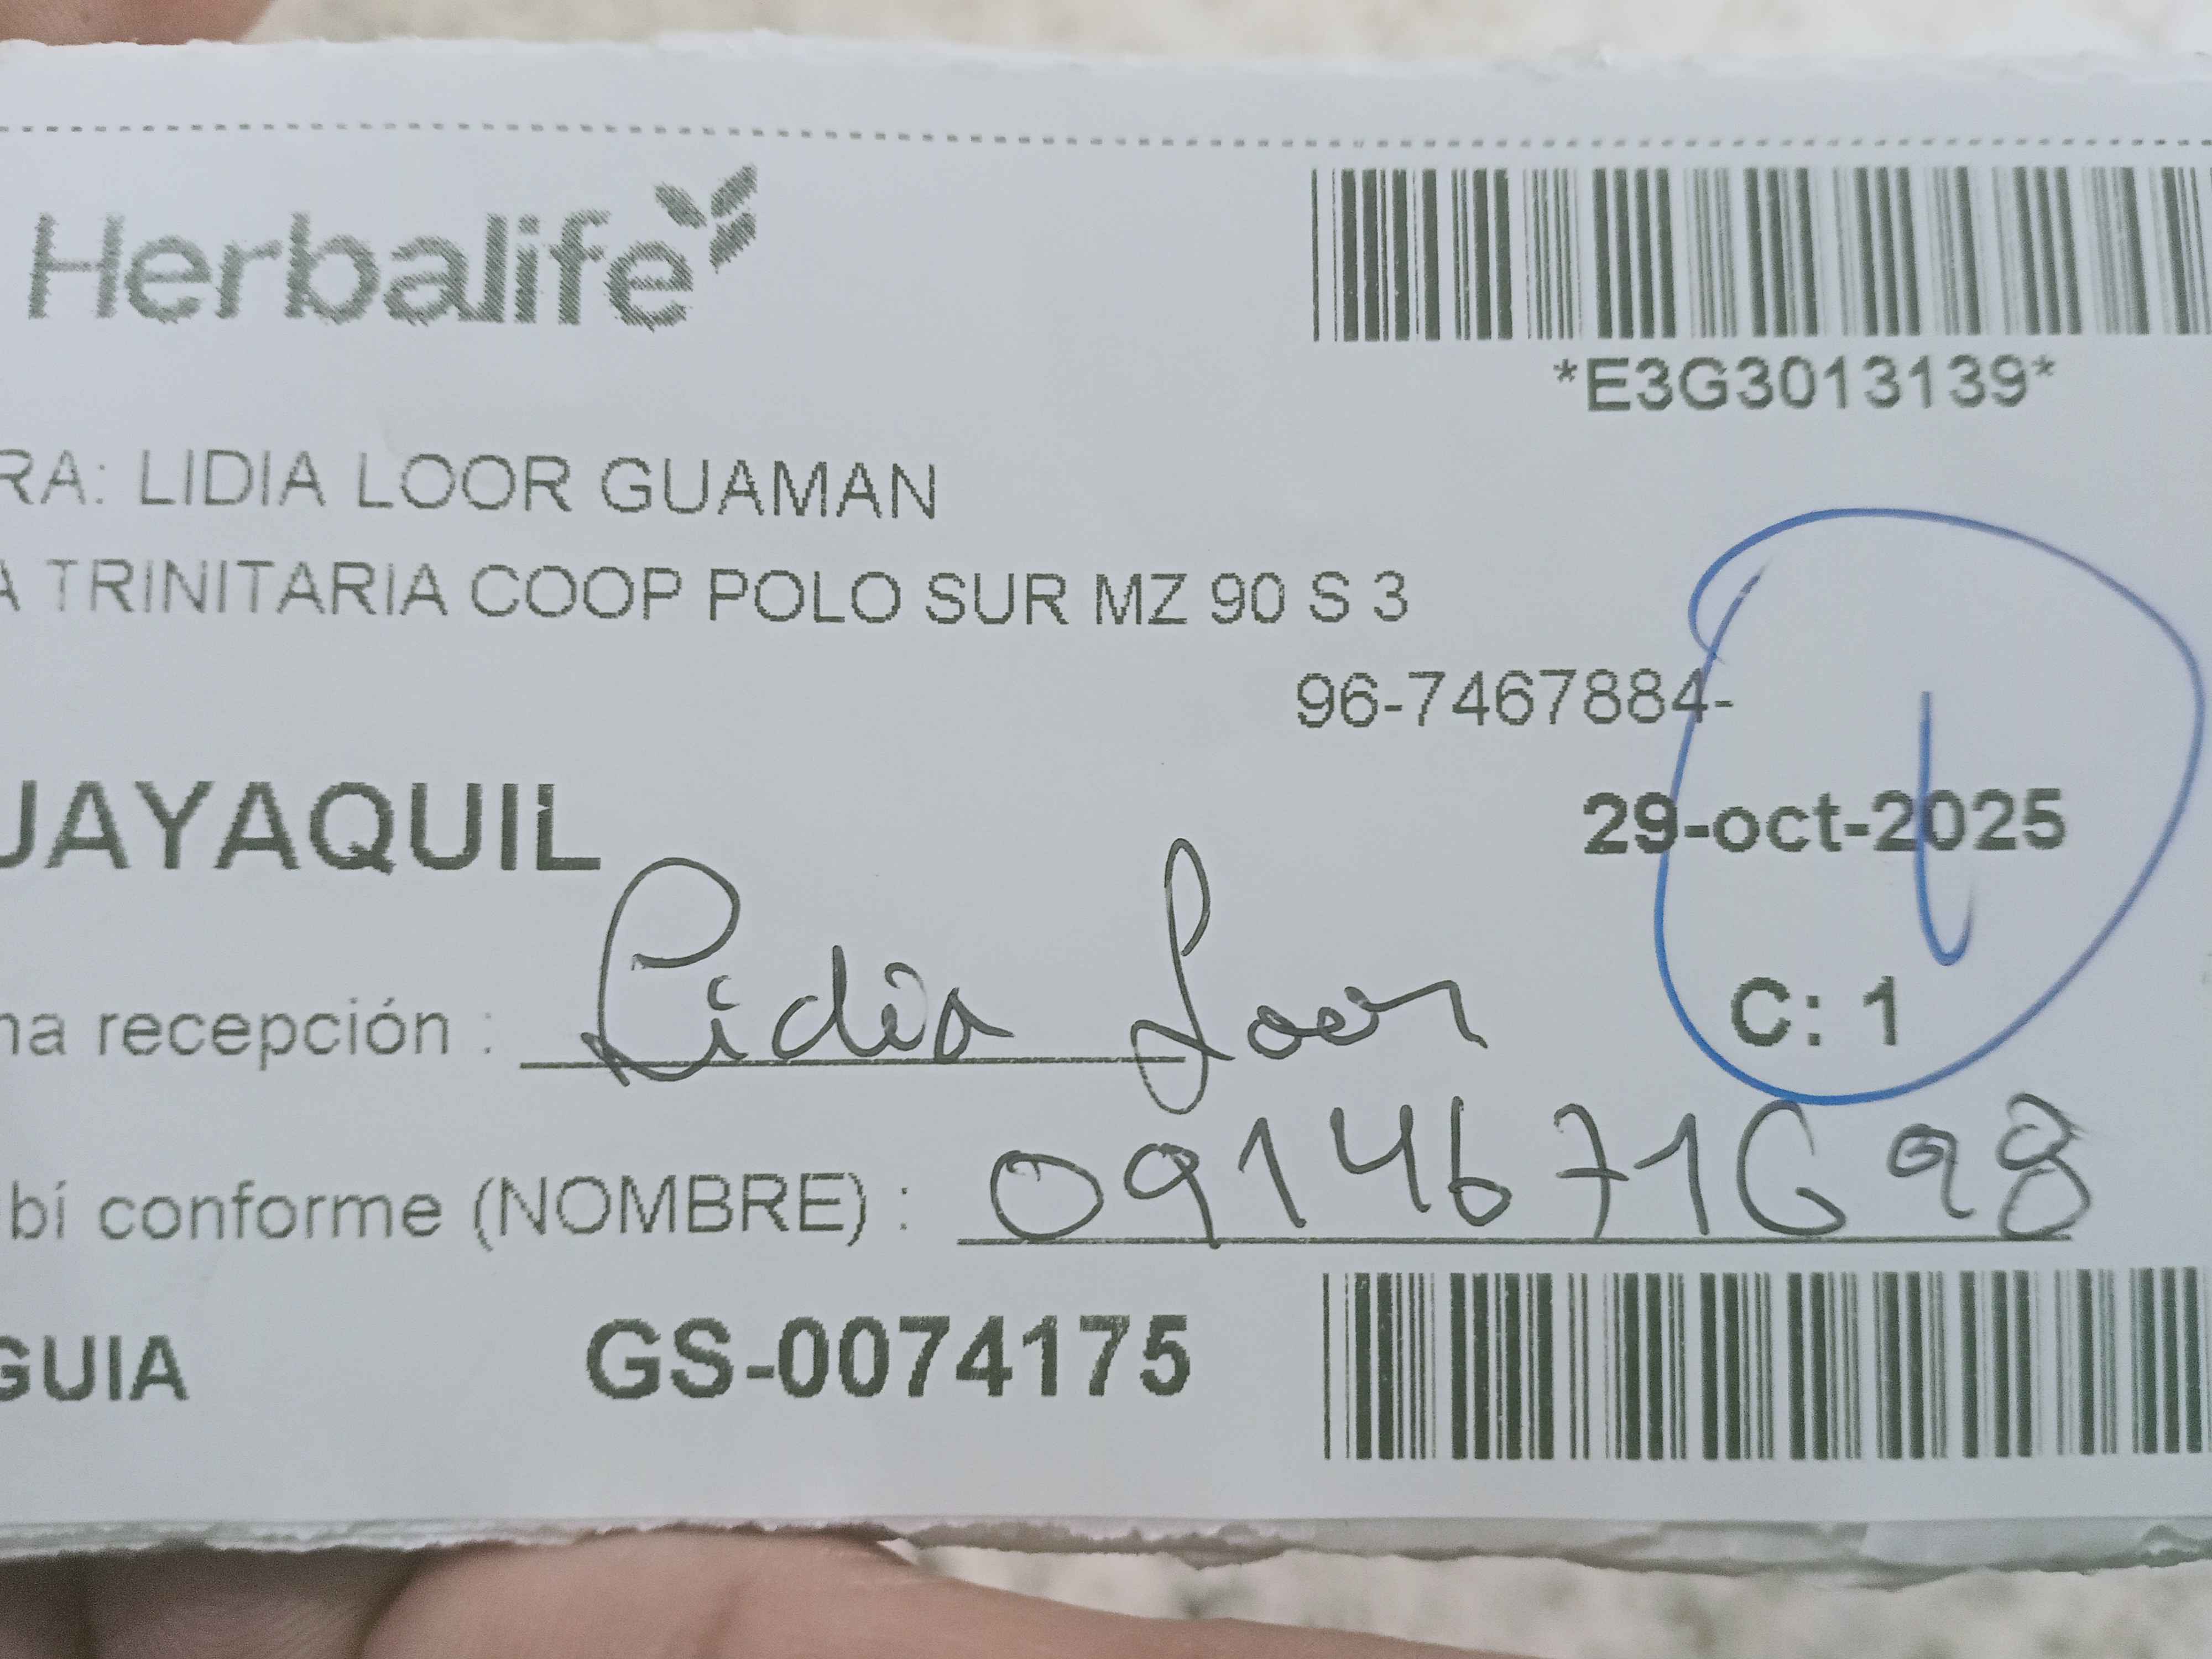 Herbalife
*E3G3013139*
RA: LIDIA LOOR GUAMAN
A TRINITARIA COOP POLO SUR MZ 90 S 3
96-7467884-
UAYAQUIL
29-oct-2025
C: 1
na recepción : Lidia Loor
bí conforme (NOMBRE) : 0914671698
GUIA GS-0074175